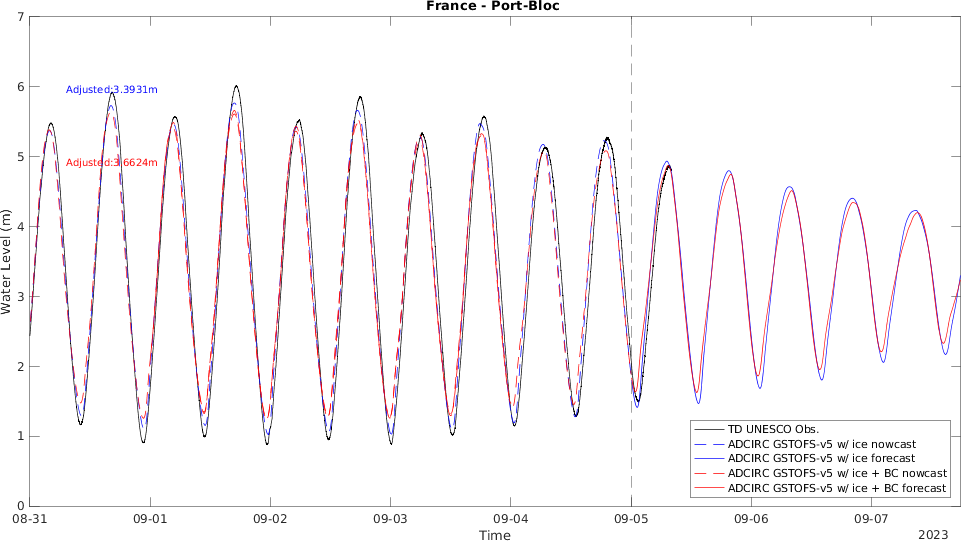 France - Port-Bloc
7
6
5
4
3
2
1
0
Water Level (m)
Adjusted:3.3931m
Adjusted:3.6624m
TD UNESCO Obs.
ADCIRC GSTOFS-v5 w/ ice nowcast
ADCIRC GSTOFS-v5 w/ ice forecast
ADCIRC GSTOFS-v5 w/ ice + BC nowcast
ADCIRC GSTOFS-v5 w/ ice + BC forecast
08-31 09-01 09-02 09-03 09-04 09-05 09-06 09-07
Time
2023